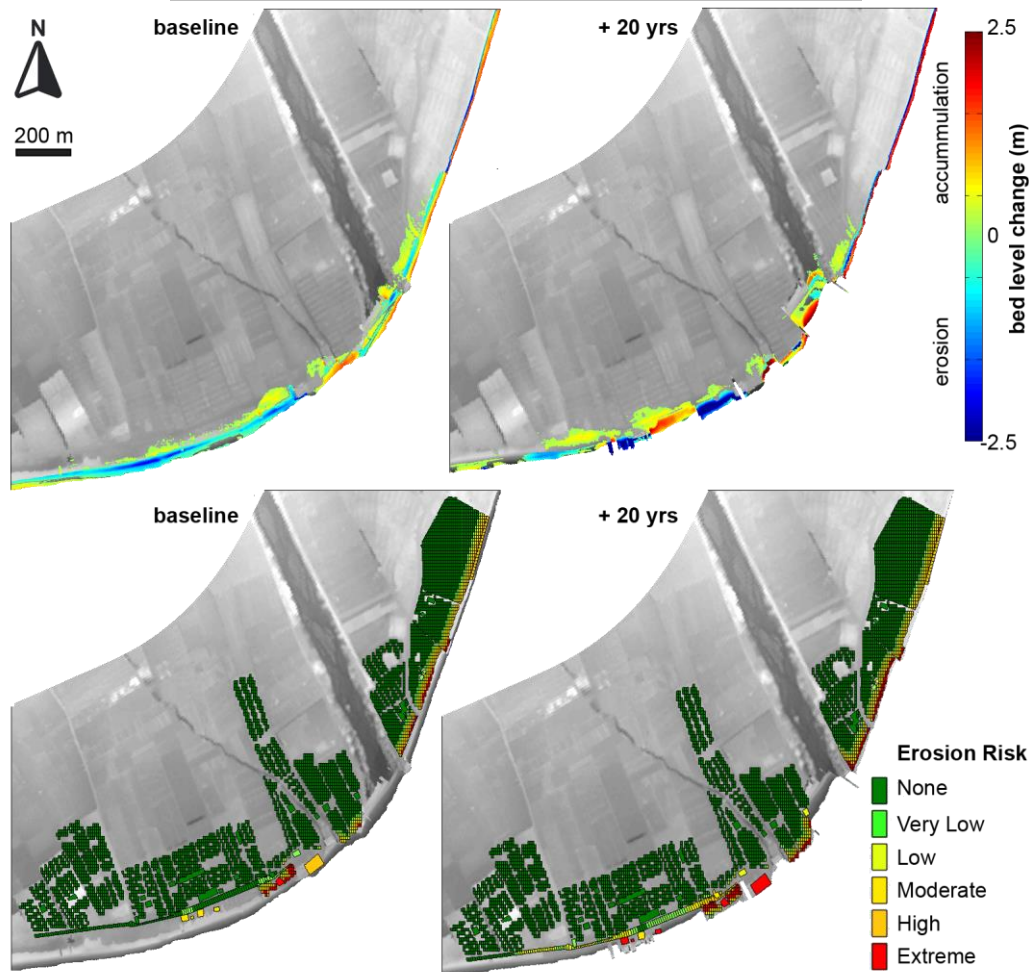 baseline
+ 20 yrs
N
200 m
2.5
accummulation
0
bed level change (m)
erosion
-2.5
baseline
+ 20 yrs
Erosion Risk
None
Very Low
Low
Moderate
High
Extreme